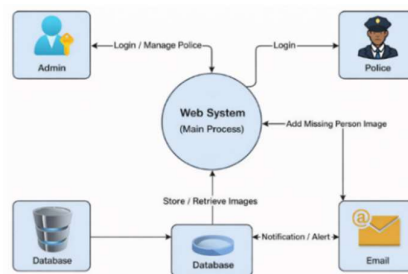 Admin
Login / Manage Police
Login
Police
Web System
(Main Process)
Add Missing Person Image
Store / Retrieve Images
Database
Database
Notification / Alert
Email